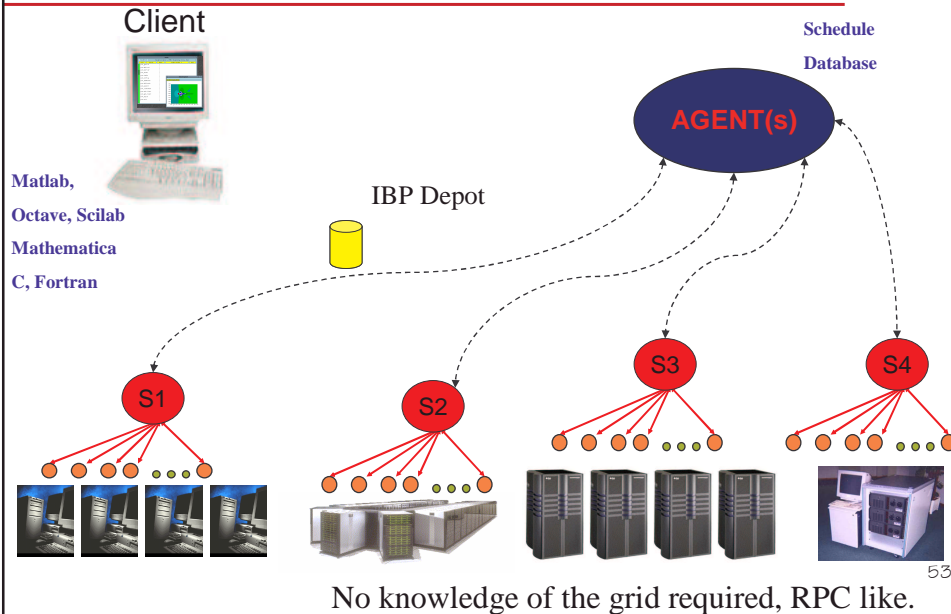 Client
Schedule
Database
AGENT(s)
Matlab,
Octave, Scilab
Mathematica
C, Fortran
IBP Depot
S1
S2
S3
S4
53
No knowledge of the grid required, RPC like.